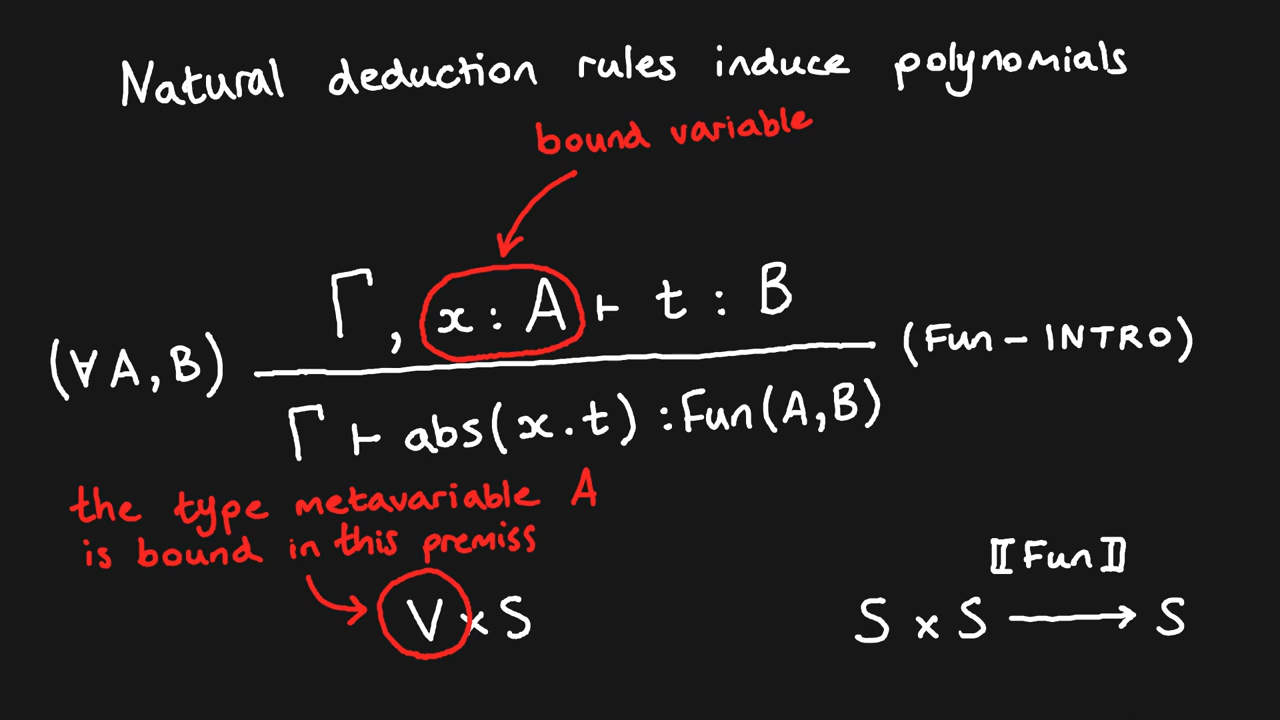 Natural deduction rules induce polynomials
bound variable
Γ, x : A ⊢ t : B
(∀A, B)
(Fun - INTRO)
Γ ⊢ abs(x.t) : Fun(A,B)
the type metavariable A
is bound in this premiss
⟦Fun⟧
V × S
S × S ⟶ S